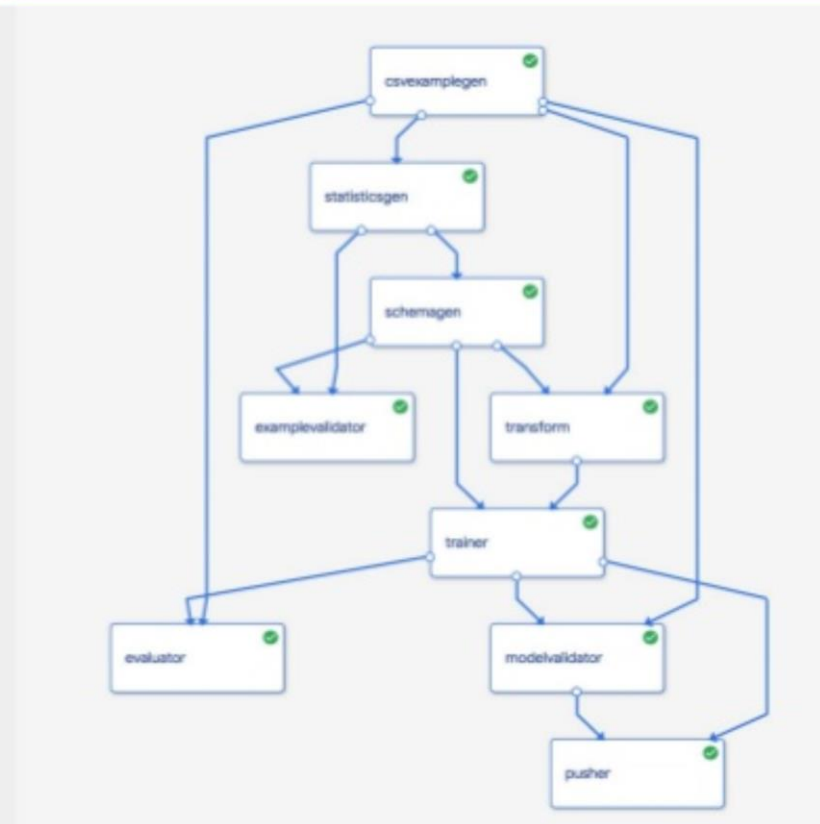 csvexamplegen
statisticsgen
schemagen
examplevalidator
transform
trainer
evaluator
modelvalidator
pusher